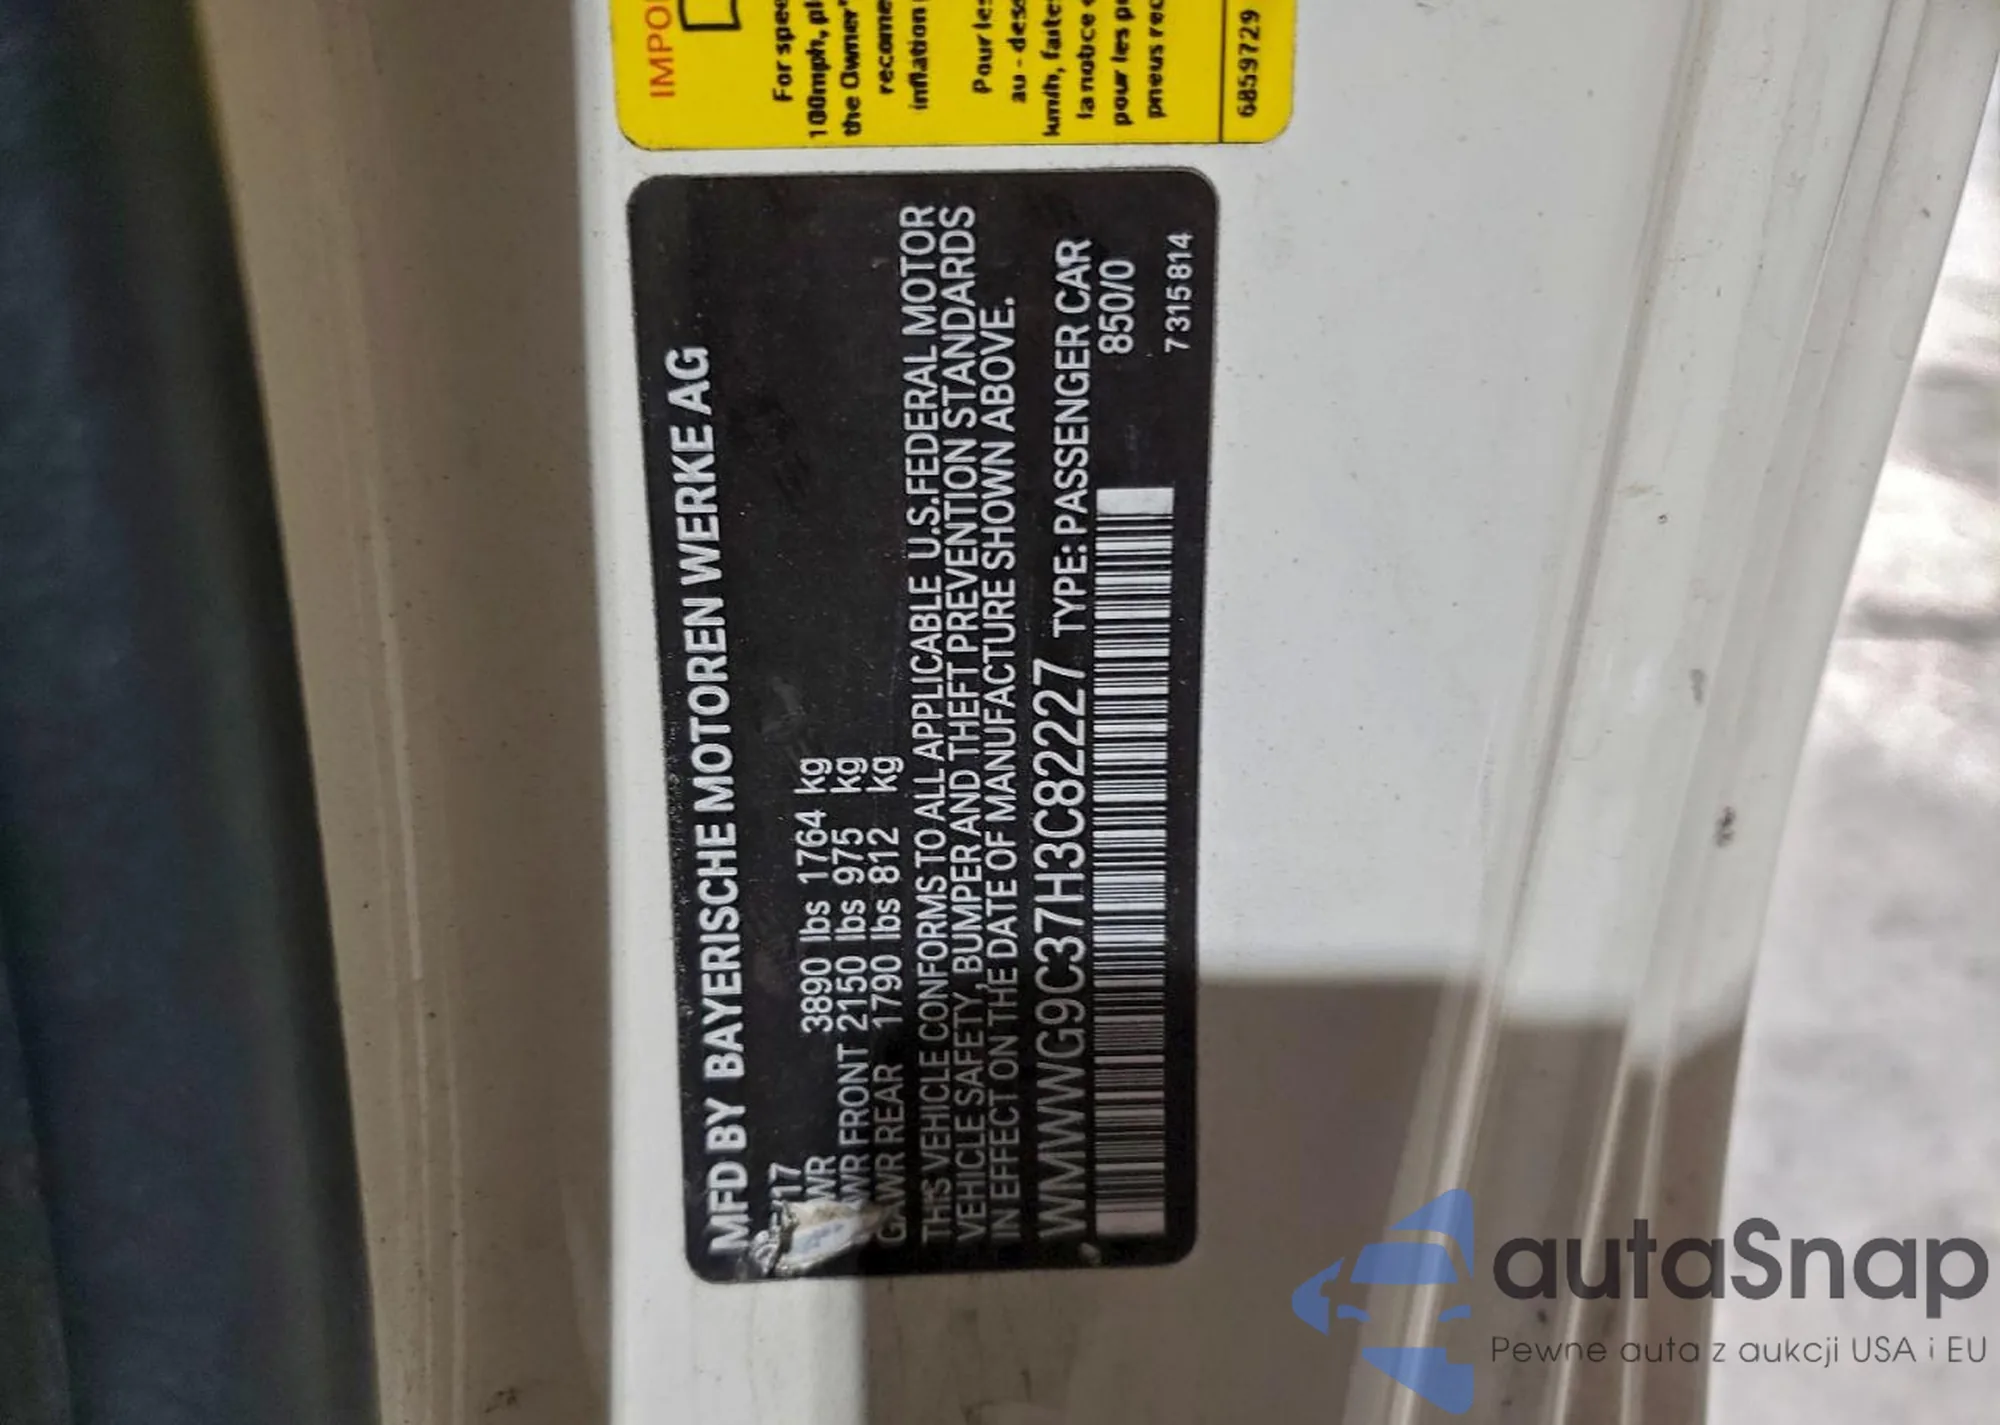 IMPO
For spee
100mph, pl
the Owner'
recome
inflation
Pour les
au - dess
km/h, faites
la notice
pour les p
pneus rec
6859729
MFD BY BAYERISCHE MOTOREN WERKE AG
17
WR 3890 lbs 1764 kg
AWR FRONT 2150 lbs 975 kg
GAWR REAR 1790 lbs 812 kg
THIS VEHICLE CONFORMS TO ALL APPLICABLE U.S.FEDERAL MOTOR
VEHICLE SAFETY, BUMPER AND THEFT PREVENTION STANDARDS
IN EFFECT ON THE DATE OF MANUFACTURE SHOWN ABOVE.
WMWWG9C37H3C82227 TYPE: PASSENGER CAR
850/0
7315814
autaSnap
Pewne auta z aukcji USA i EU